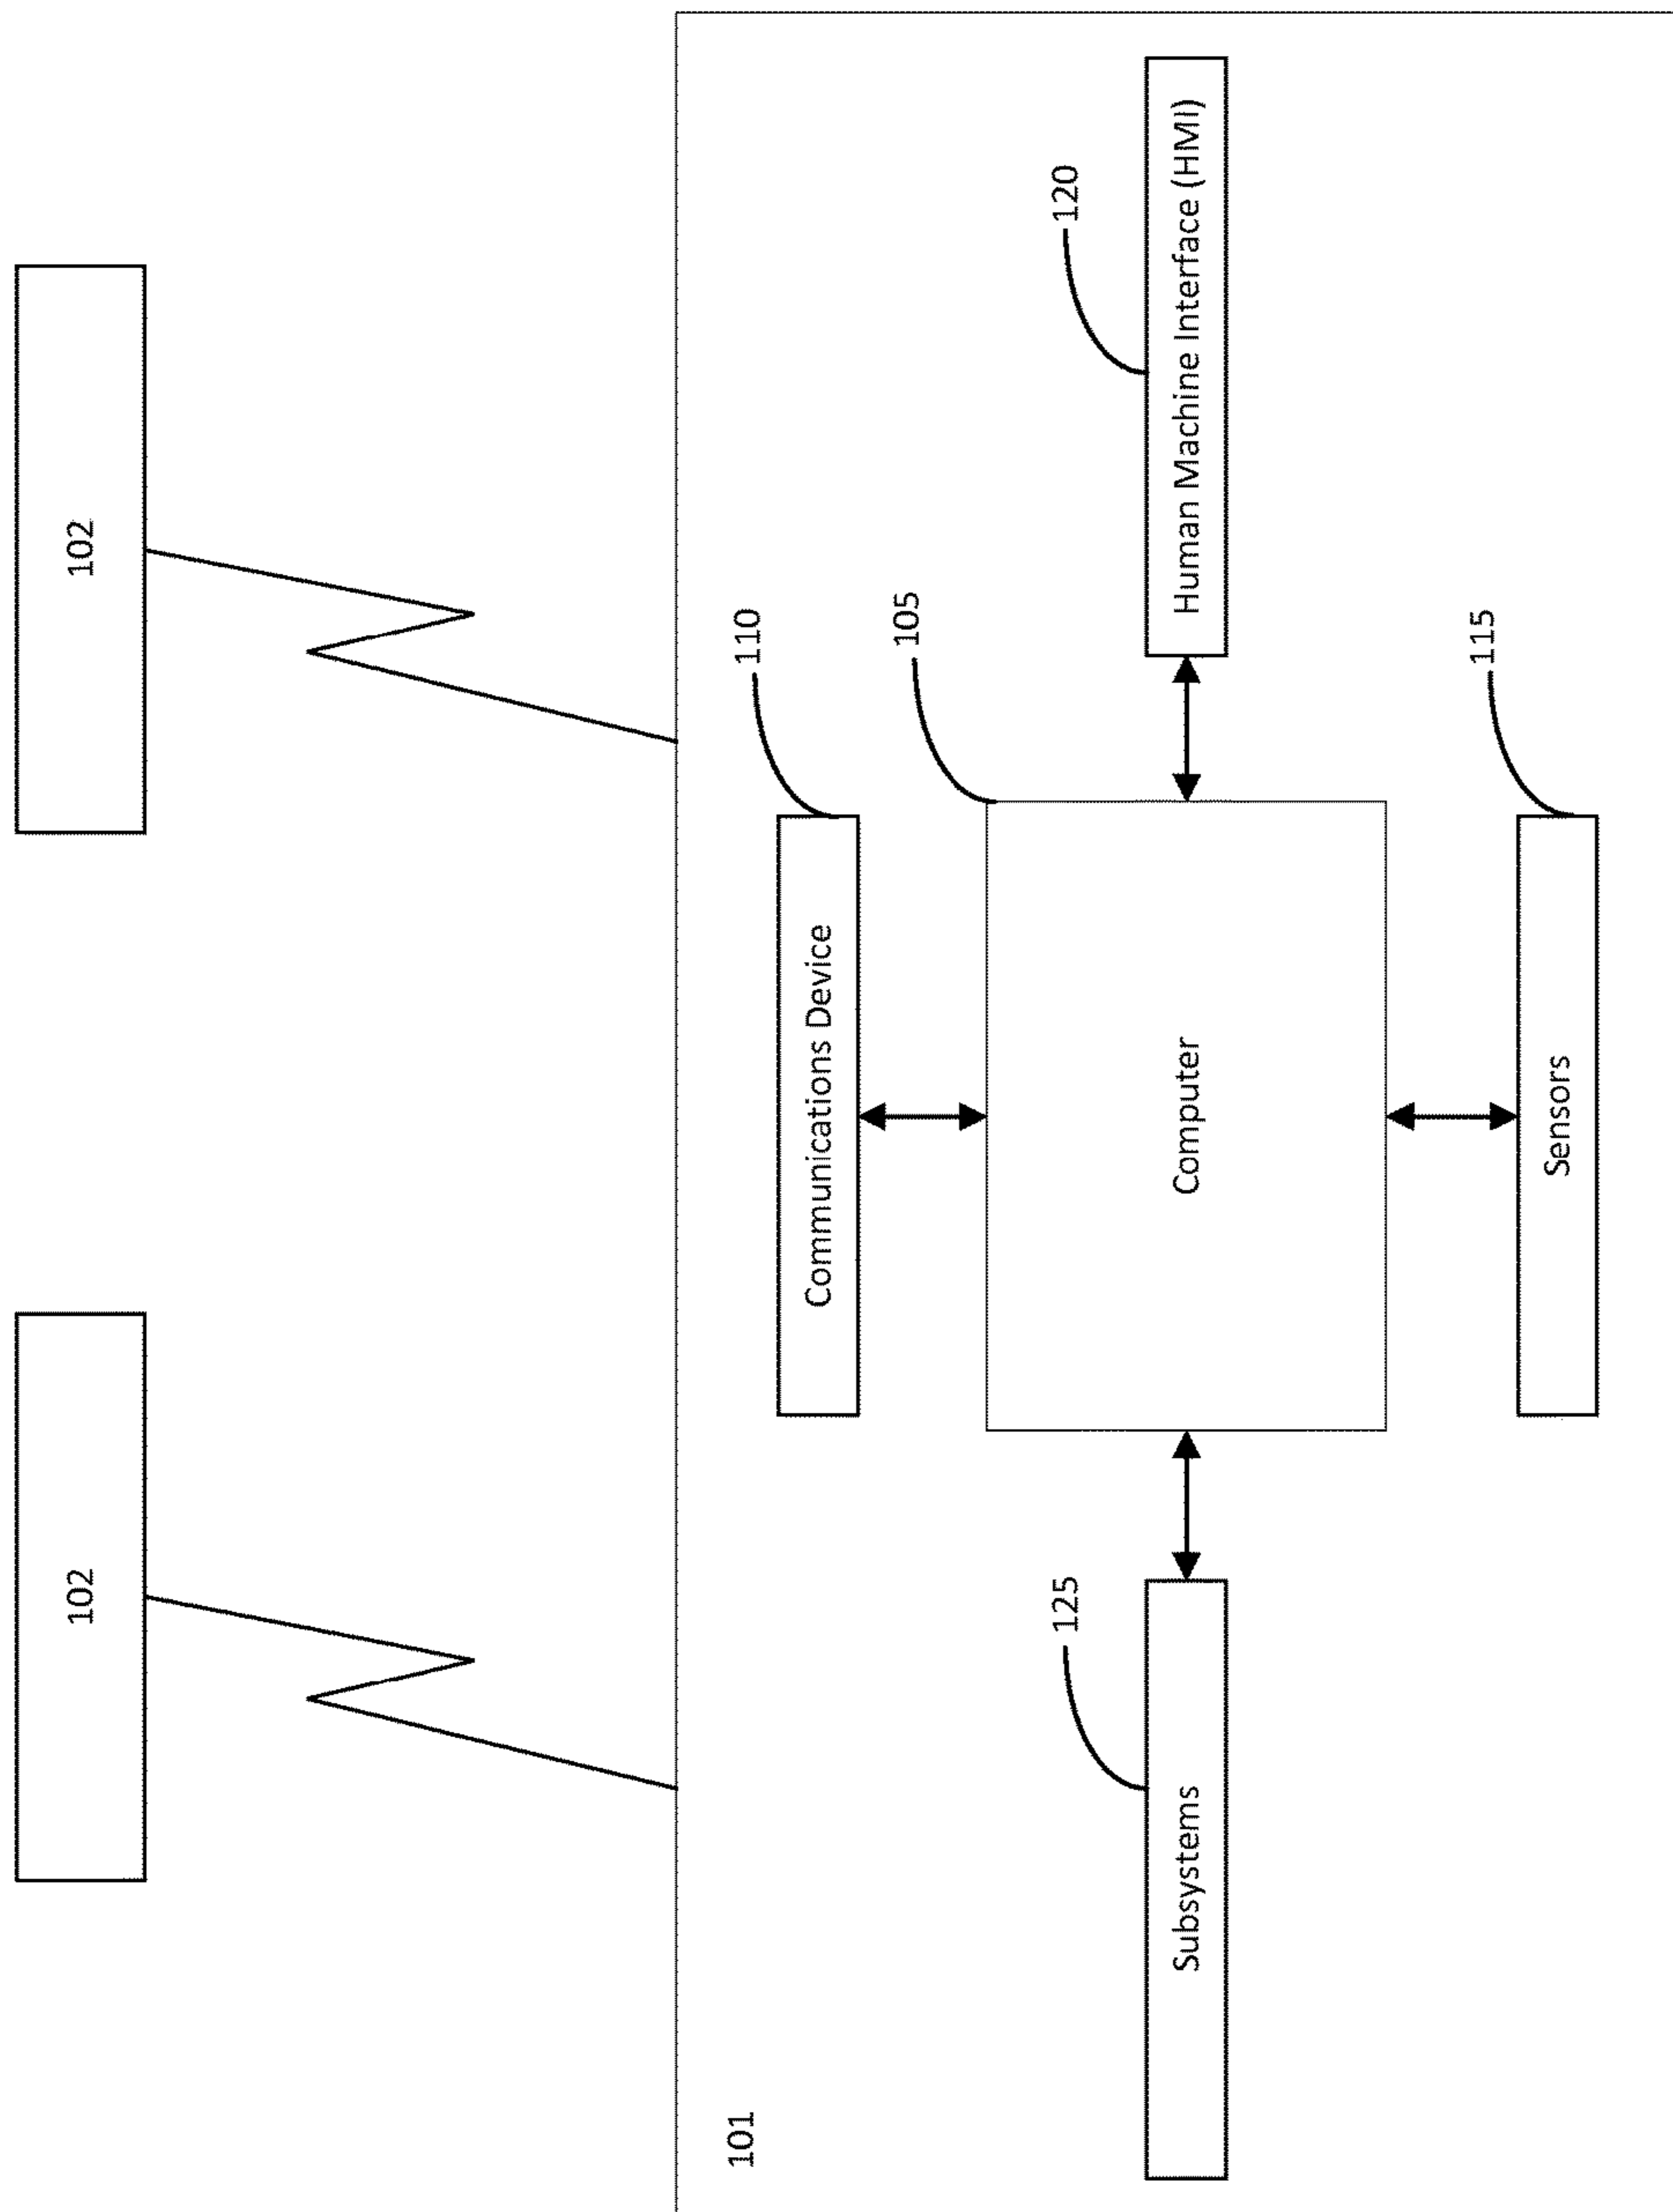 102
102
101
110
Communications Device
105
125
Subsystems
Computer
120
Human Machine Interface (HMI)
115
Sensors